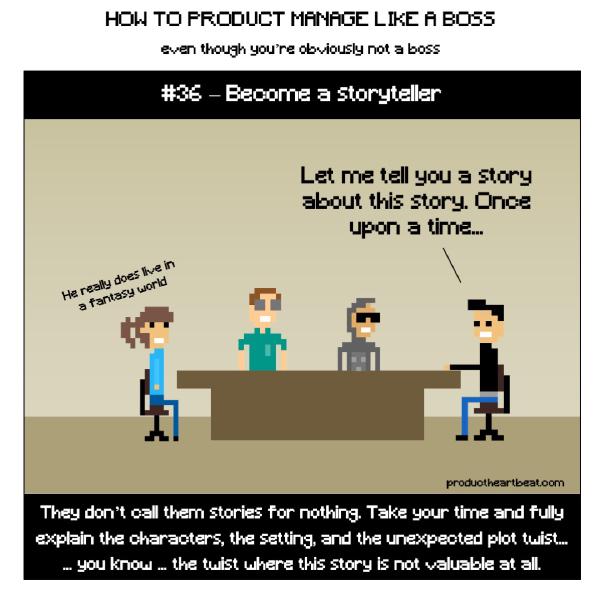 HOW TO PRODUCT MANAGE LIKE A BOSS
even though you're obviously not a boss
#36 – Become a storyteller
Let me tell you a story
about this story. Once
upon a time...
He really does live in
a fantasy world
productheartbeat.com
They don't call them stories for nothing. Take your time and fully
explain the characters, the setting, and the unexpected plot twist...
... you know ... the twist where this story is not valuable at all.